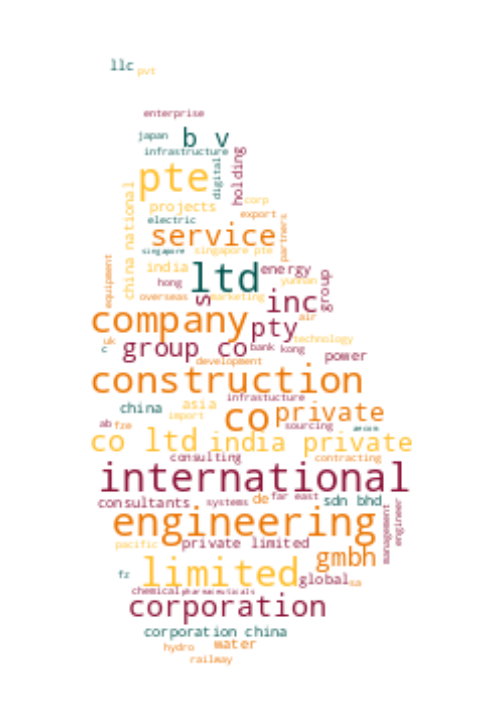 llc pvt
enterprise
japan b v
infrastructure
pte digital holding
china national projects corp
electric export
service partners
singapore singapore pte
equipment india ltd energy
hong s yunnan group
overseas marketing inc
company pty air
uk technology
c group co bank kong power
development
construction
infrastucture
china asia co private
import
ab fze sourcing aecom
co ltd india private
consulting contracting
international
consultants systems de far east sdn bhd
engineering management engineer
pacific private limited
limited gmbh
fz global sa
chemical pharmaceuticals
corporation
corporation china
hydro water
railway